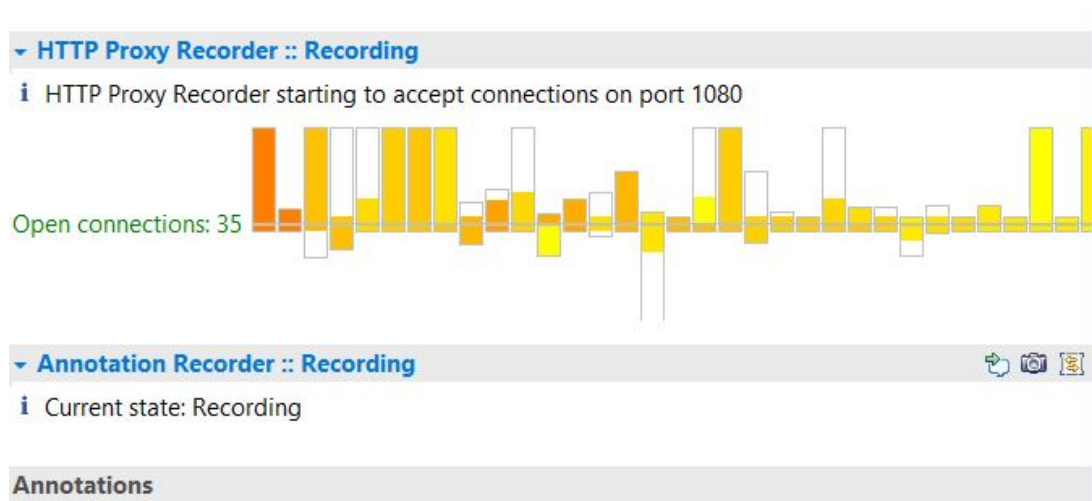 HTTP Proxy Recorder :: Recording
i HTTP Proxy Recorder starting to accept connections on port 1080
Open connections: 35
Annotation Recorder :: Recording
i Current state: Recording
Annotations